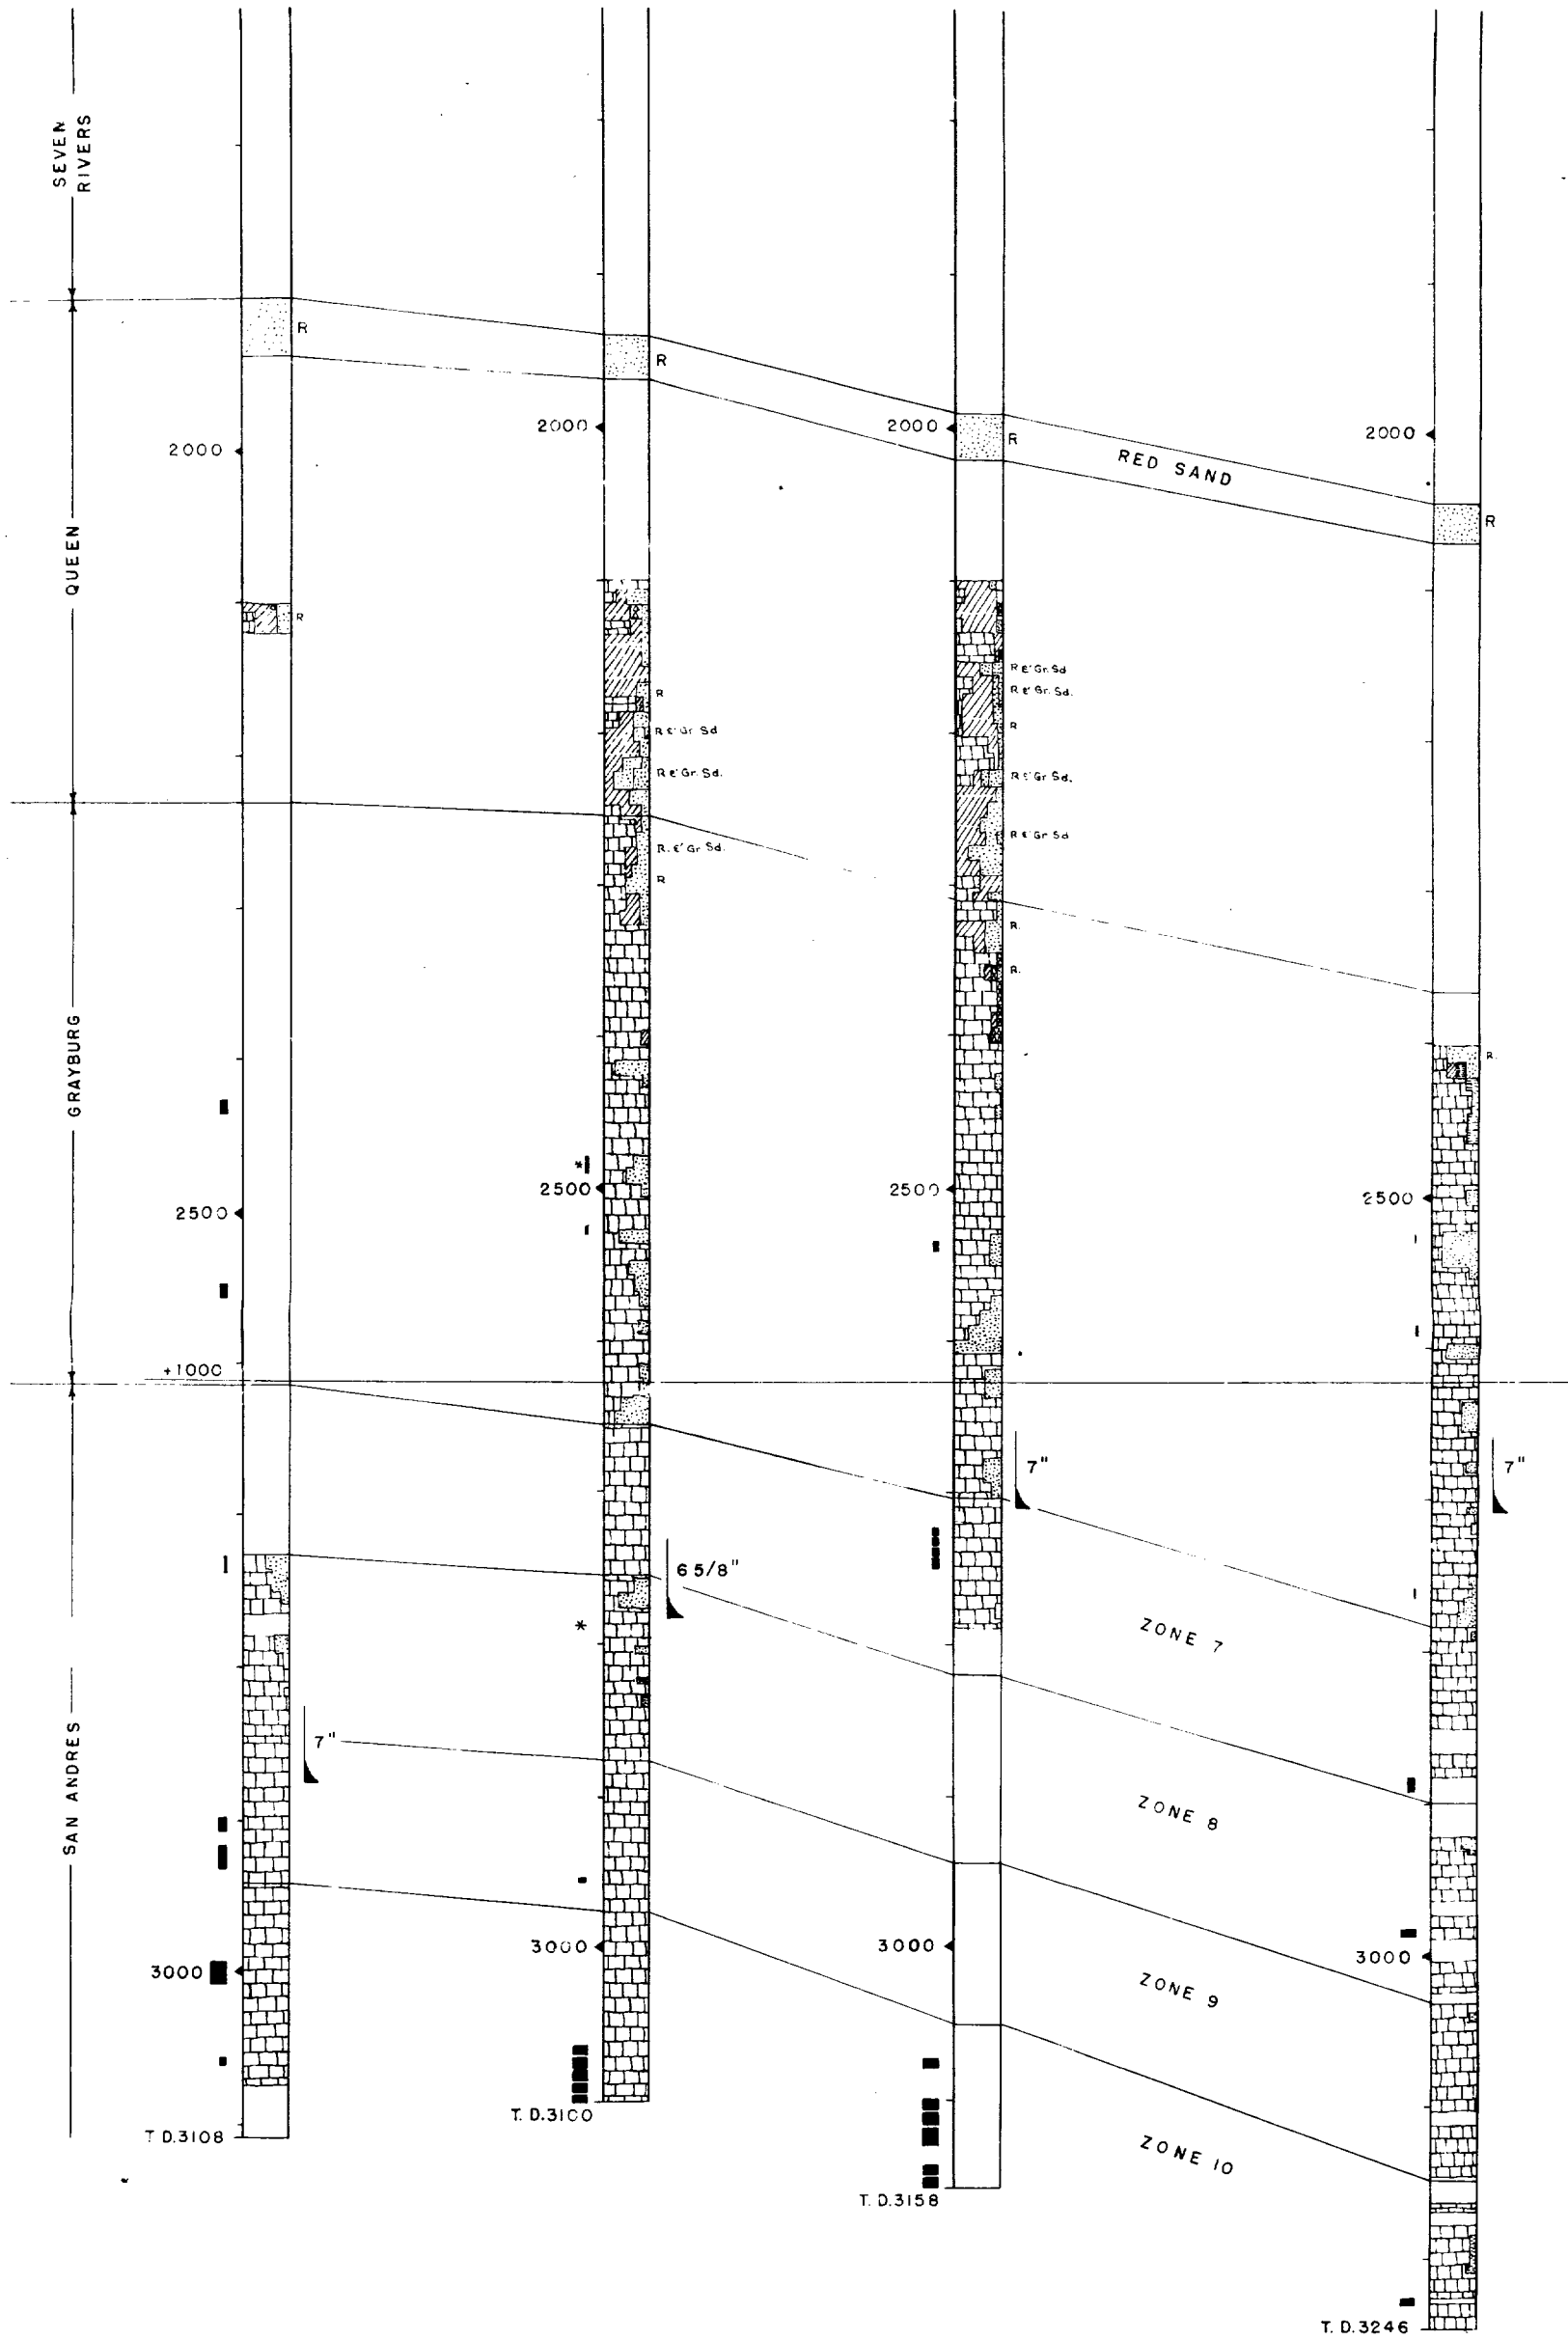 SEVEN
RIVERS
R
R
2000
2000
R
RED SAND
2000
2000
R
QUEEN
R
R & Gr. Sd
R & Gr. Sd.
R
R & Gr. Sd
R
R & Gr. Sd.
R & Gr. Sd.
R & Gr. Sd
R. & Gr. Sd.
R
R.
R.
R.
GRAYBURG
*
2500
2500
2500
2500
+1000
7"
7"
6 5/8"
*
ZONE 7
SAN ANDRES
7"
ZONE 8
3000
3000
3000
3000
ZONE 9
T. D. 3100
T D. 3108
ZONE 10
T. D. 3158
T. D. 3246